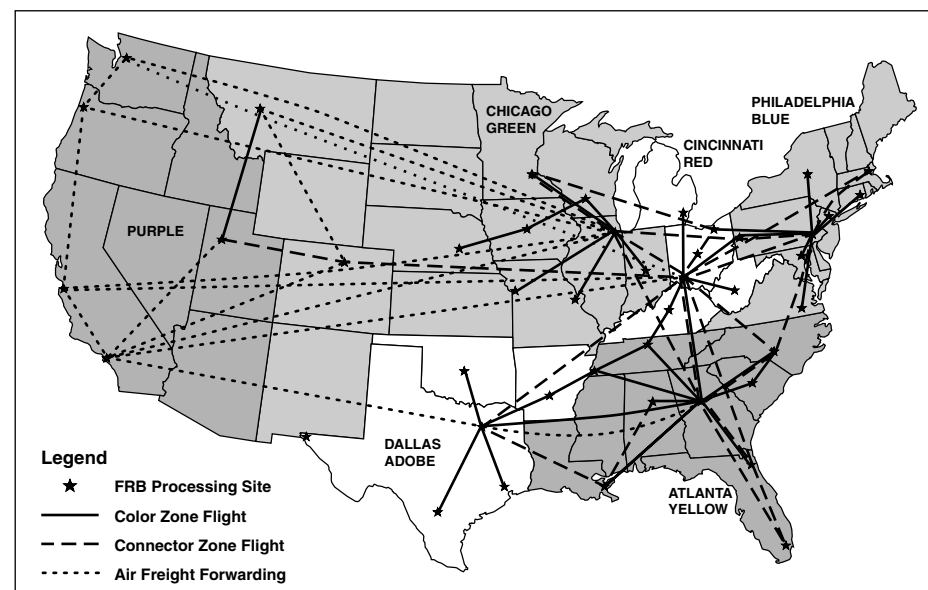 CHICAGO
GREEN
PHILADELPHIA
BLUE
CINCINNATI
RED
PURPLE
DALLAS
ADOBE
ATLANTA
YELLOW
Legend
FRB Processing Site
Color Zone Flight
Connector Zone Flight
Air Freight Forwarding